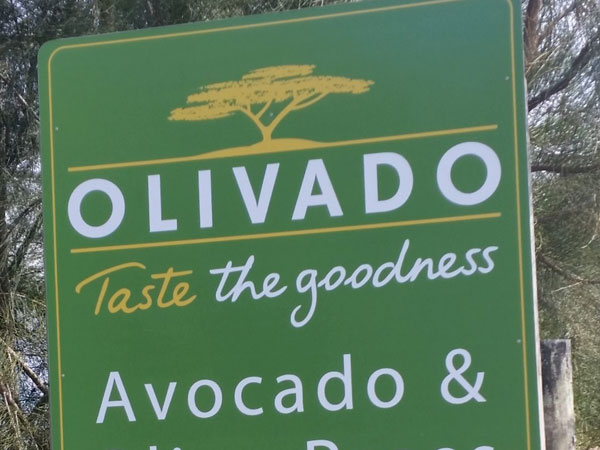 OLIVADO
Taste the goodness
Avocado &